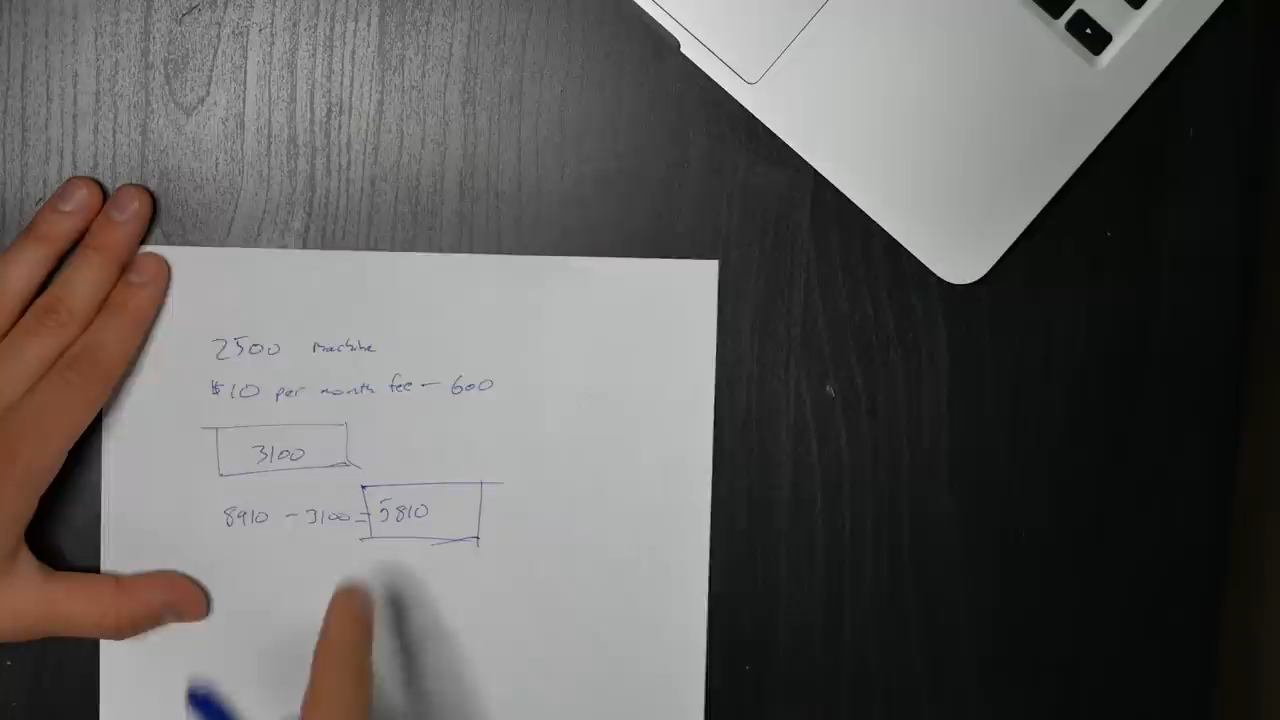 2500 machine
$10 per month fee - 600
3100
8910 - 3100 = 5810